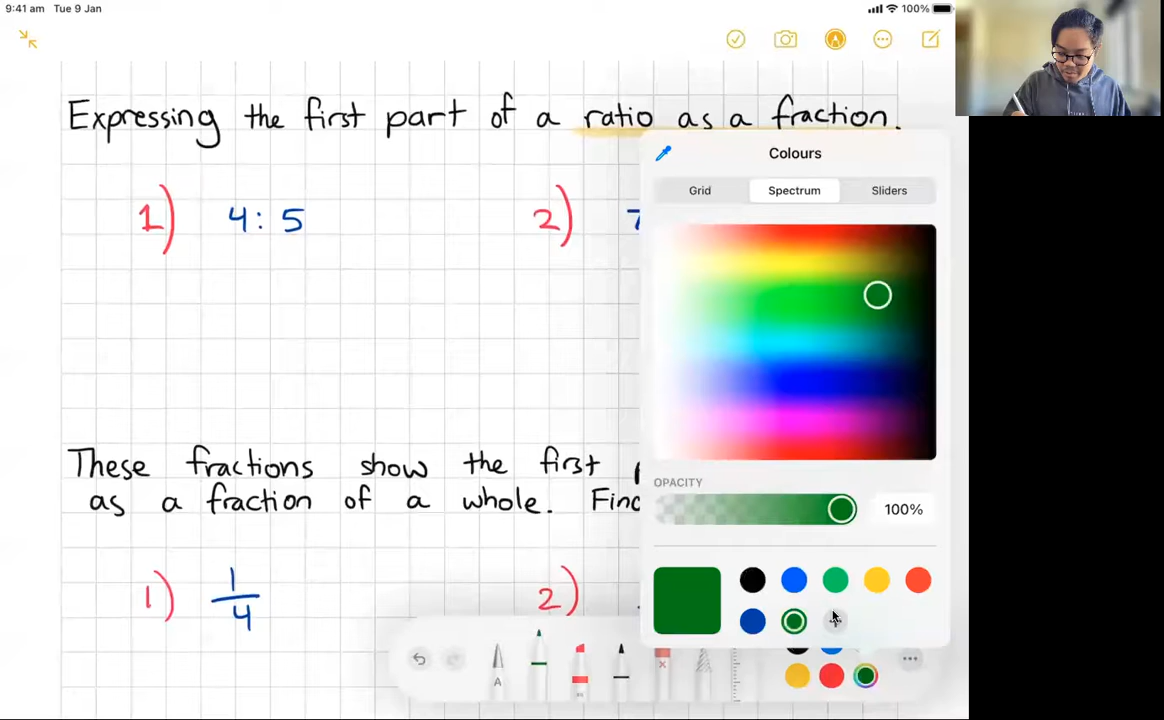 9:41 am Tue 9 Jan
100%
Expressing the first part of a ratio as a fraction.
Colours
Grid Spectrum Sliders
1) 4:5
2) 7
OPACITY
100%
These fractions show the first
as a fraction of a whole.
1) 1/4
2)
A